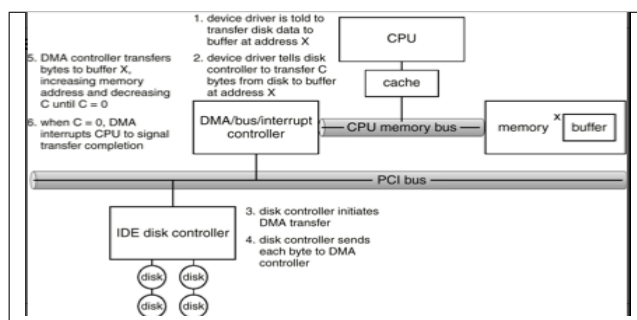 1. device driver is told to
transfer disk data to
buffer at address X
2. device driver tells disk
controller to transfer C
bytes from disk to buffer
at address X
5. DMA controller transfers
bytes to buffer X,
increasing memory
address and decreasing
C until C = 0
6. when C = 0, DMA
interrupts CPU to signal
transfer completion
CPU
cache
DMA/bus/interrupt
controller
CPU memory bus
memory
X
buffer
PCI bus
IDE disk controller
3. disk controller initiates
DMA transfer
4. disk controller sends
each byte to DMA
controller
disk
disk
disk
disk